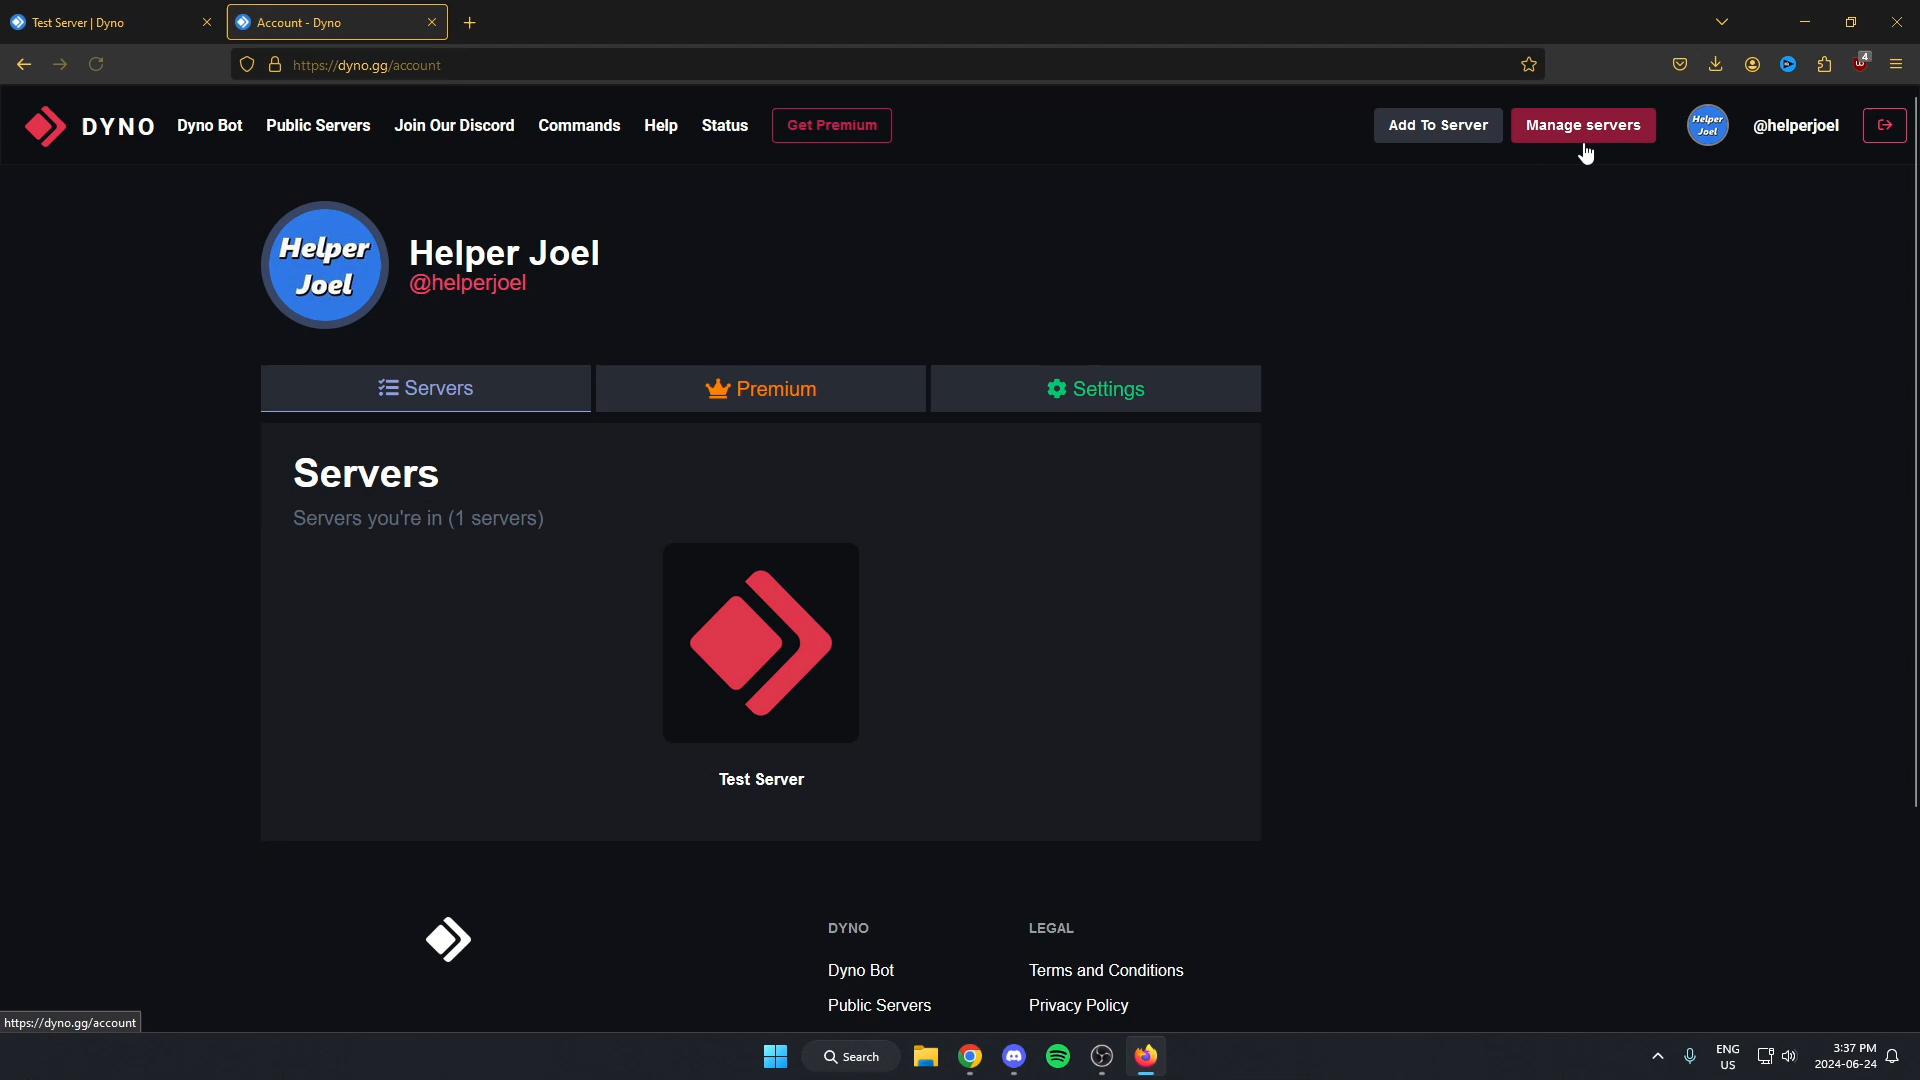 Test Server | Dyno
Account - Dyno
https://dyno.gg/account
4
DYNO
Dyno Bot
Public Servers
Join Our Discord
Commands
Help
Status
Get Premium
Add To Server
Manage servers
Helper
Joel
@helperjoel
Helper
Joel
Helper Joel
@helperjoel
Servers
Premium
Settings
Servers
Servers you're in (1 servers)
Test Server
DYNO
LEGAL
Dyno Bot
Terms and Conditions
Public Servers
Privacy Policy
https://dyno.gg/account
Search
ENG
US
3:37 PM
2024-06-24